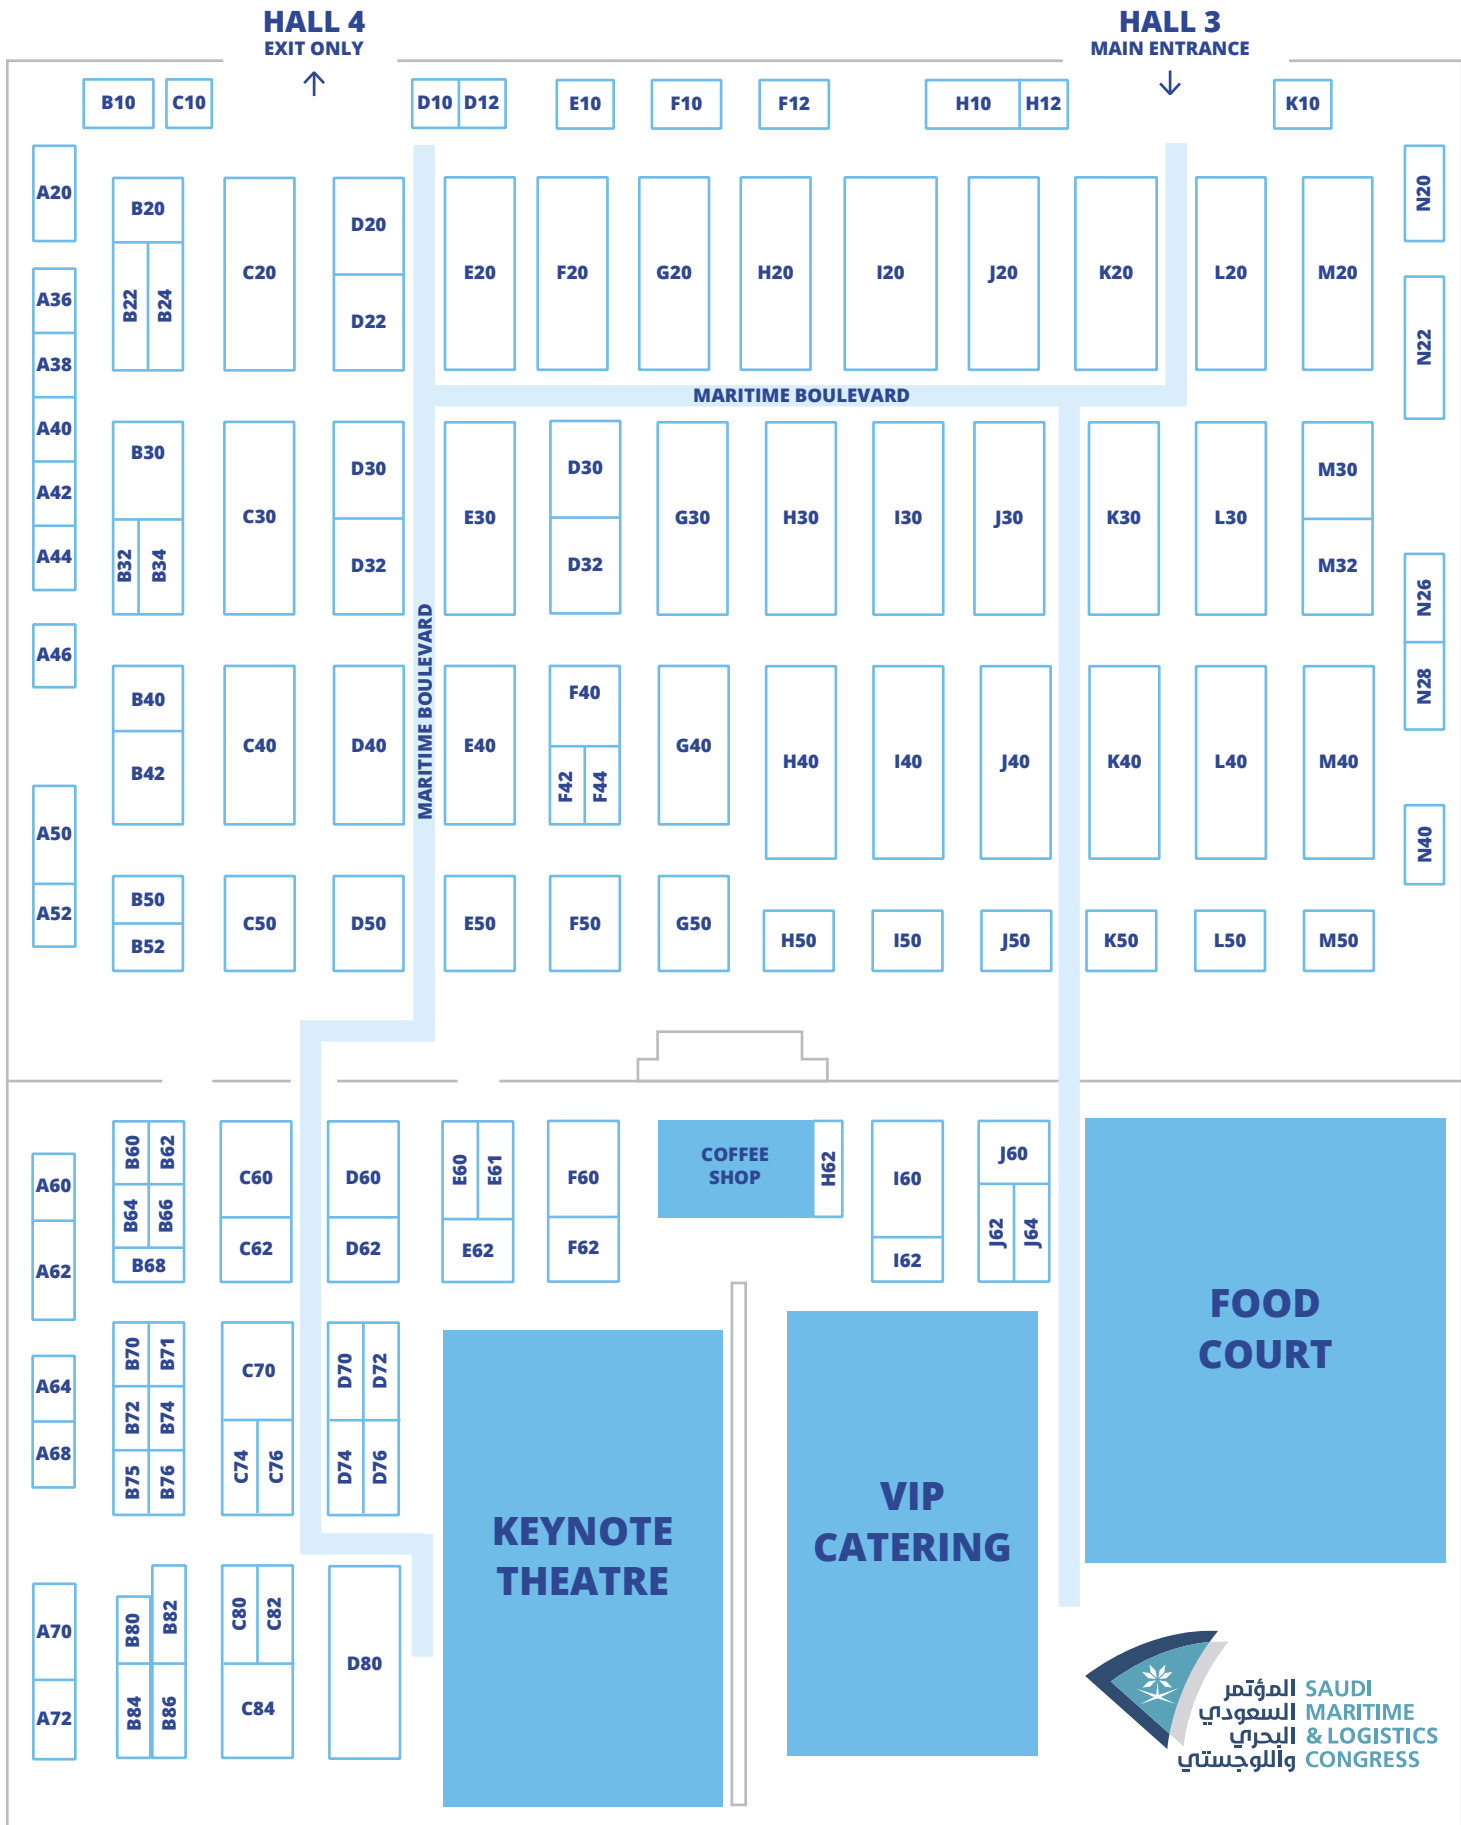 HALL 4
EXIT ONLY
HALL 3
MAIN ENTRANCE
B10 C10 D10 D12 E10 F10 F12 H10 H12 K10
A20
N20
B20
D20
C20 E20 F20 G20 H20 I20 J20 K20 L20 M20
A36
B22 B24
D22
N22
A38
MARITIME BOULEVARD
A40
B30
D30 D30
M30
A42
C30 E30 G30 H30 I30 J30 K30 L30
A44
B32 B34
D32 D32
M32
N26
A46
MARITIME BOULEVARD
B40
F40
N28
C40 D40 E40 G40
H40 I40 J40 K40 L40 M40
B42
F42 F44
A50
N40
A52
B50
C50 D50 E50 F50 G50
H50 I50 J50 K50 L50 M50
B52
B60 B62
C60 D60
E60 E61
F60
COFFEE
SHOP
H62
I60
J60
A60
B64 B66
C62 D62
E62
F62
I62
J62 J64
B68
A62
FOOD
COURT
B70 B71
C70
D70 D72
A64
B72 B74
A68
C74 C76
D74 D76
B75 B76
KEYNOTE
THEATRE
VIP
CATERING
A70
B80 B82
C80 C82
D80
A72
B84 B86
C84
المؤتمر SAUDI
السعودي MARITIME
البحري & LOGISTICS
واللوجستي CONGRESS